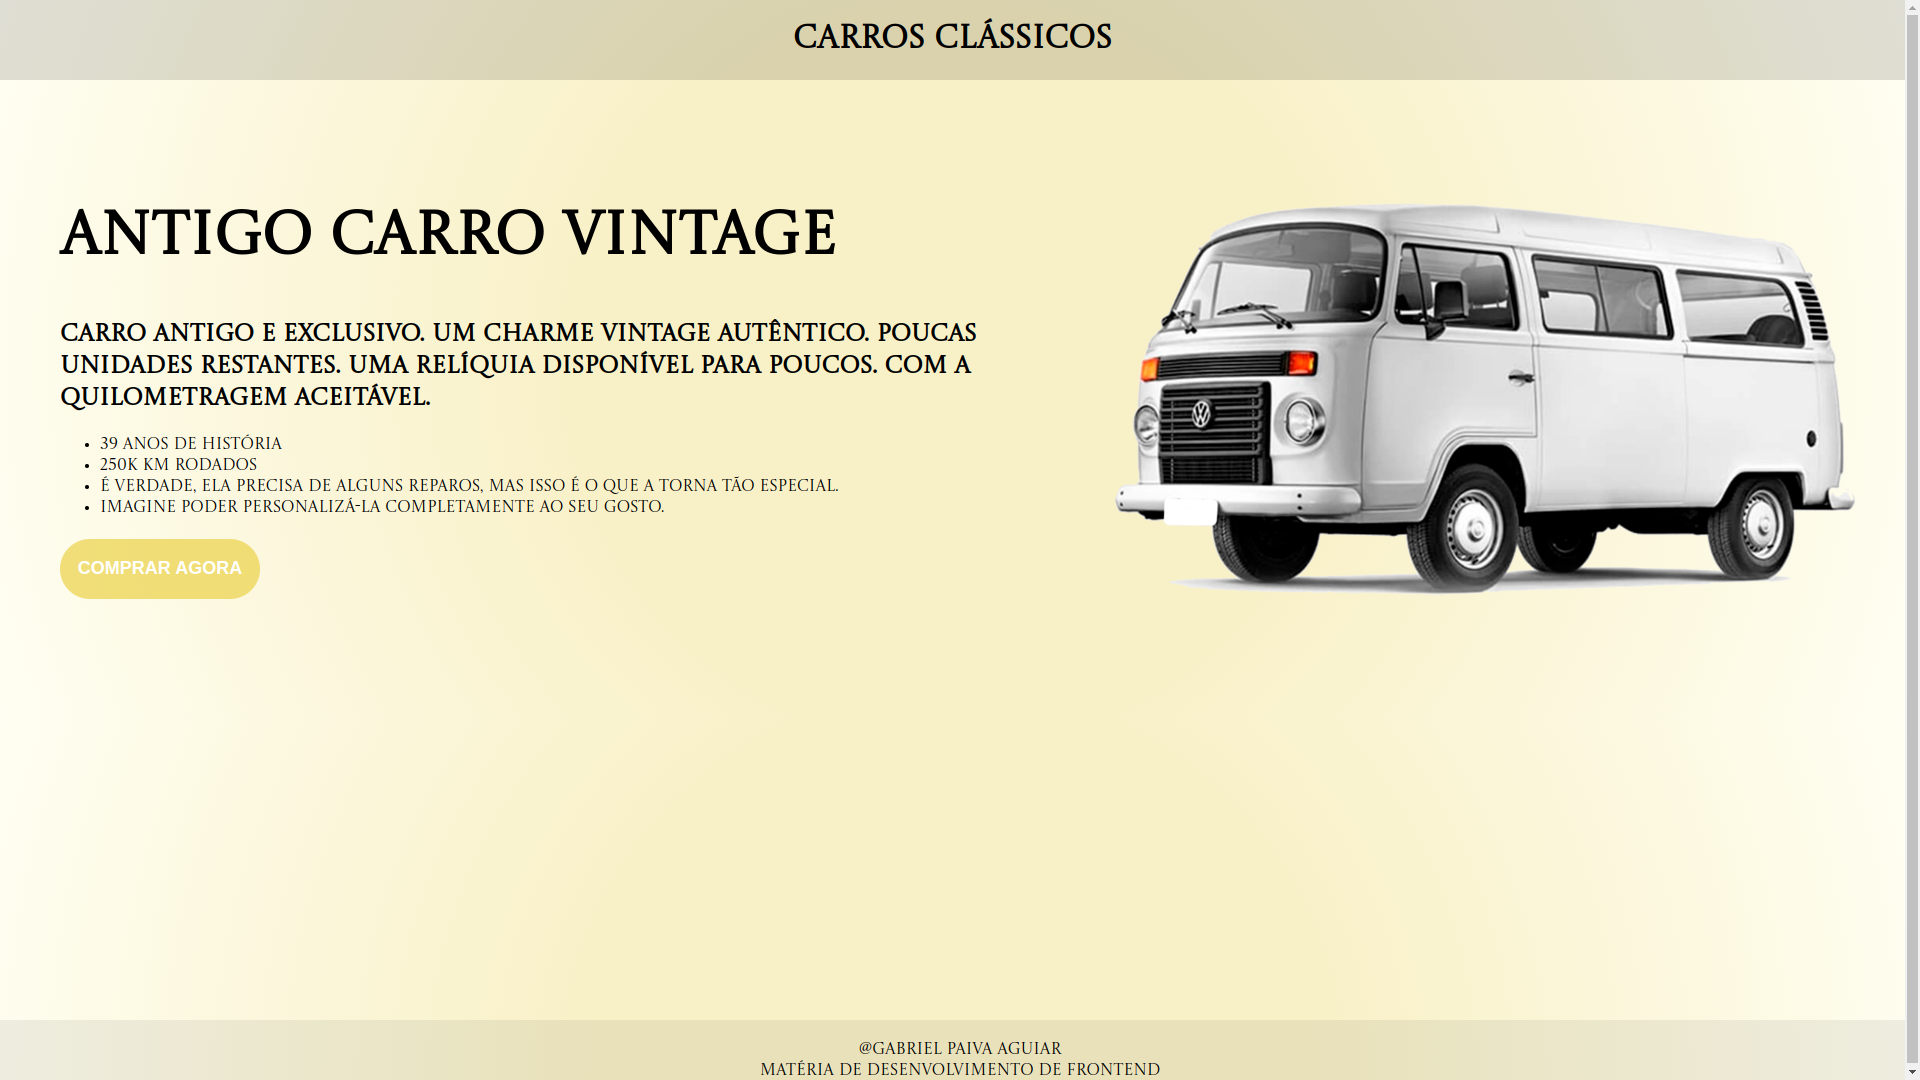 CARROS CLÁSSICOS
ANTIGO CARRO VINTAGE
CARRO ANTIGO E EXCLUSIVO. UM CHARME VINTAGE AUTÊNTICO. POUCAS
UNIDADES RESTANTES. UMA RELÍQUIA DISPONÍVEL PARA POUCOS. COM A
QUILOMETRAGEM ACEITÁVEL.
• 39 ANOS DE HISTÓRIA
• 250K KM RODADOS
• É VERDADE, ELA PRECISA DE ALGUNS REPAROS, MAS ISSO É O QUE A TORNA TÃO ESPECIAL.
• IMAGINE PODER PERSONALIZÁ-LA COMPLETAMENTE AO SEU GOSTO.
COMPRAR AGORA
@GABRIEL PAIVA AGUIAR
MATÉRIA DE DESENVOLVIMENTO DE FRONTEND